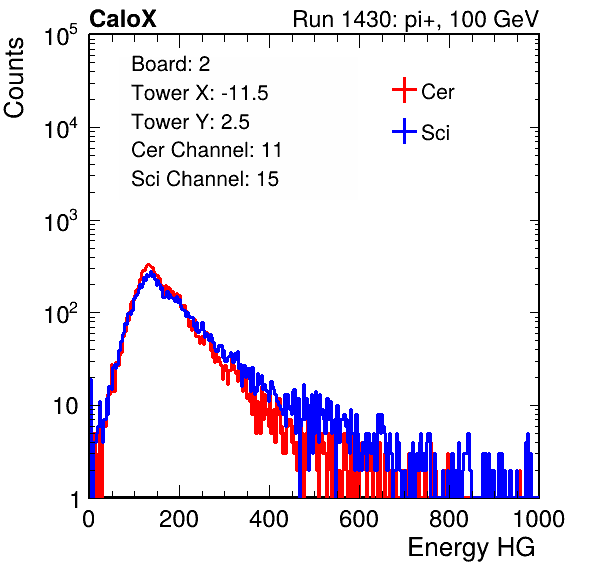 CaloX Run 1430: pi+, 100 GeV
Counts
Board: 2
Tower X: -11.5
Tower Y: 2.5
Cer Channel: 11
Sci Channel: 15
Cer
Sci
10^5
10^4
10^3
10^2
10
1
0 200 400 600 800 1000
Energy HG